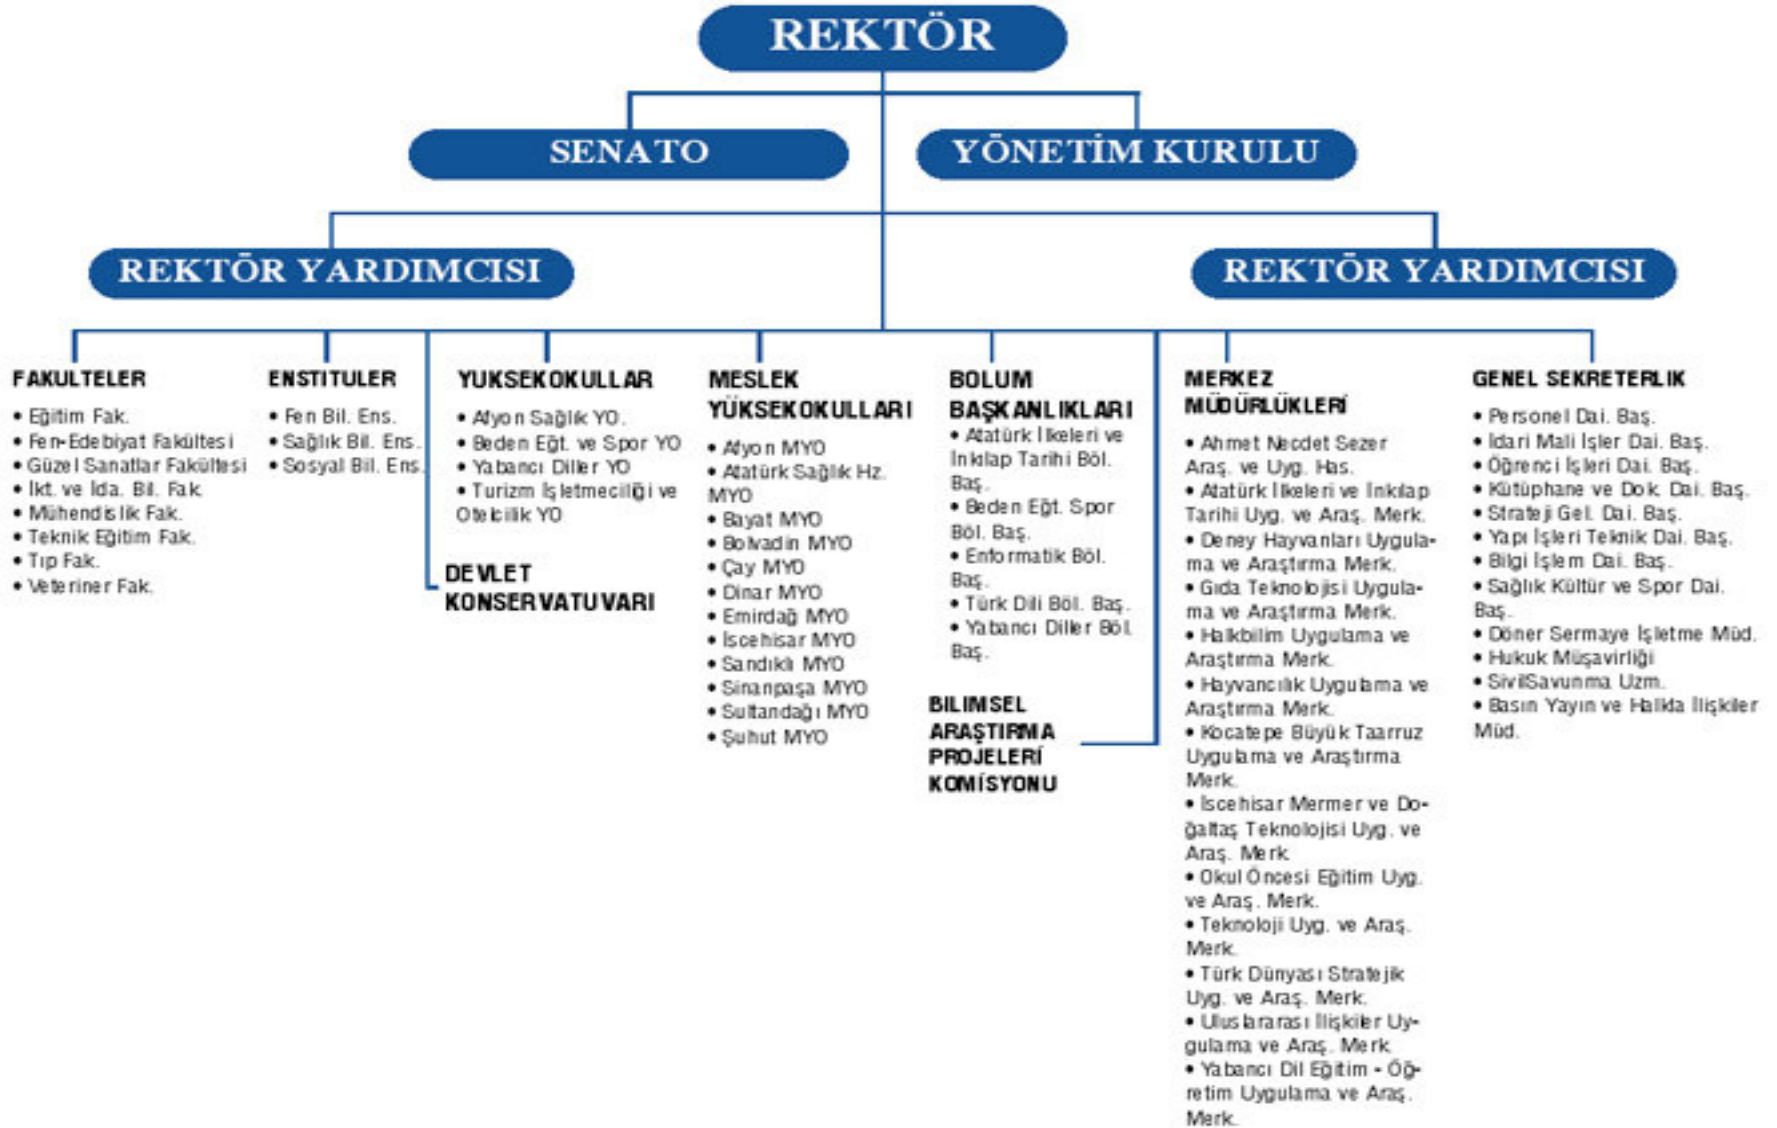 REKTÖR
SENATO
YÖNETİM KURULU
REKTÖR YARDIMCISI
REKTÖR YARDIMCISI
FAKULTELER
• Eğitim Fak.
• Fen-Edebiyat Fakültesi
• Güzel Sanatlar Fakültesi
• İkt. ve İda. Bil. Fak.
• Mühendislik Fak.
• Teknik Eğitim Fak.
• Tıp Fak.
• Veteriner Fak.
ENSTITULER
• Fen Bil. Ens.
• Sağlık Bil. Ens.
• Sosyal Bil. Ens.
YUKSEKOKULLAR
• Afyon Sağlık YO.
• Beden Eğt. ve Spor YO
• Yabancı Diller YO
• Turizm İşletmeciliği ve
Otelcilik YO
DEVLET
KONSERVATUVARI
MESLEK
YÜKSEKOKULLARI
• Afyon MYO
• Atatürk Sağlık Hz.
MYO
• Bayat MYO
• Bolvadin MYO
• Çay MYO
• Dinar MYO
• Emirdağ MYO
• İscehisar MYO
• Sandıklı MYO
• Sinanpaşa MYO
• Sultandağı MYO
• Şuhut MYO
BOLUM
BAŞKANLIKLARI
• Atatürk İlkeleri ve
İnkılap Tarihi Böl.
Baş.
• Beden Eğt. Spor
Böl. Baş.
• Enformatik Böl.
Baş.
• Türk Dili Böl. Baş.
• Yabancı Diller Böl.
Baş.
BILIMSEL
ARAŞTIRMA
PROJELERİ
KOMİSYONU
MERKEZ
MÜDÜRLÜKLERİ
• Ahmet Necdet Sezer
Araş. ve Uyg. Has.
• Atatürk İlkeleri ve İnkılap
Tarihi Uyg. ve Araş. Merk.
• Deney Hayvanları Uygula-
ma ve Araştırma Merk.
• Gıda Teknolojisi Uygula-
ma ve Araştırma Merk.
• Halkbilim Uygulama ve
Araştırma Merk.
• Hayvancılık Uygulama ve
Araştırma Merk.
• Kocatepe Büyük Taarruz
Uygulama ve Araştırma
Merk.
• İscehisar Mermer ve Do-
ğaltaş Teknolojisi Uyg. ve
Araş. Merk.
• Okul Öncesi Eğitim Uyg.
ve Araş. Merk.
• Teknoloji Uyg. ve Araş.
Merk.
• Türk Dünyası Stratejik
Uyg. ve Araş. Merk.
• Uluslararası İlişkiler Uy-
gulama ve Araş. Merk.
• Yabancı Dil Eğitim - Öğ-
retim Uygulama ve Araş.
Merk.
GENEL SEKRETERLIK
• Personel Dai. Baş.
• İdari Mali İşler Dai. Baş.
• Öğrenci İşleri Dai. Baş.
• Kütüphane ve Dok. Dai. Baş.
• Strateji Gel. Dai. Baş.
• Yapı İşleri Teknik Dai. Baş.
• Bilgi İşlem Dai. Baş.
• Sağlık Kültür ve Spor Dai.
Baş.
• Döner Sermaye İşletme Müd.
• Hukuk Müşavirliği
• SivilSavunma Uzm.
• Basın Yayın ve Halkla İlişkiler
Müd.